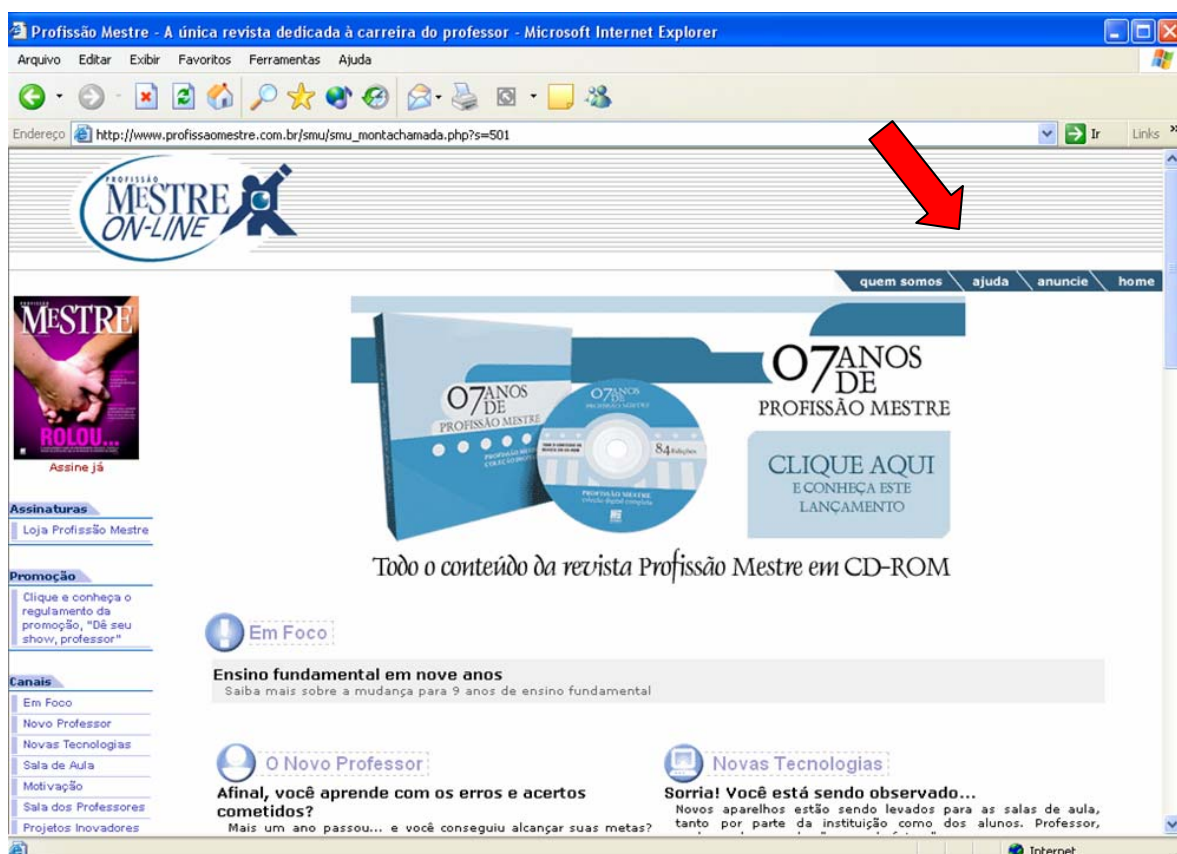 Profissão Mestre - A única revista dedicada à carreira do professor - Microsoft Internet Explorer
Arquivo Editar Exibir Favoritos Ferramentas Ajuda
Endereço http://www.profissaomestre.com.br/smu/smu_montachamada.php?s=501 Ir Links »
PROFISSÃO
MESTRE
ON-LINE
quem somos ajuda anuncie home
MESTRE
ROLOU...
Assine já
07 ANOS
DE
PROFISSÃO MESTRE
07 ANOS
DE
PROFISSÃO MESTRE
84 Edições
07 ANOS
DE
PROFISSÃO MESTRE
CLIQUE AQUI
E CONHEÇA ESTE
LANÇAMENTO
Todo o conteúdo da revista Profissão Mestre em CD-ROM
Assinaturas
Loja Profissão Mestre
Promoção
Clique e conheça o
regulamento da
promoção, "Dê seu
show, professor"
Canais
Em Foco
Novo Professor
Novas Tecnologias
Sala de Aula
Motivação
Sala dos Professores
Projetos Inovadores
Em Foco
Ensino fundamental em nove anos
Saiba mais sobre a mudança para 9 anos de ensino fundamental
O Novo Professor
Afinal, você aprende com os erros e acertos
cometidos?
Mais um ano passou... e você conseguiu alcançar suas metas?
Novas Tecnologias
Sorria! Você está sendo observado...
Novos aparelhos estão sendo levados para as salas de aula,
tanto por parte da instituição como dos alunos. Professor,
Internet